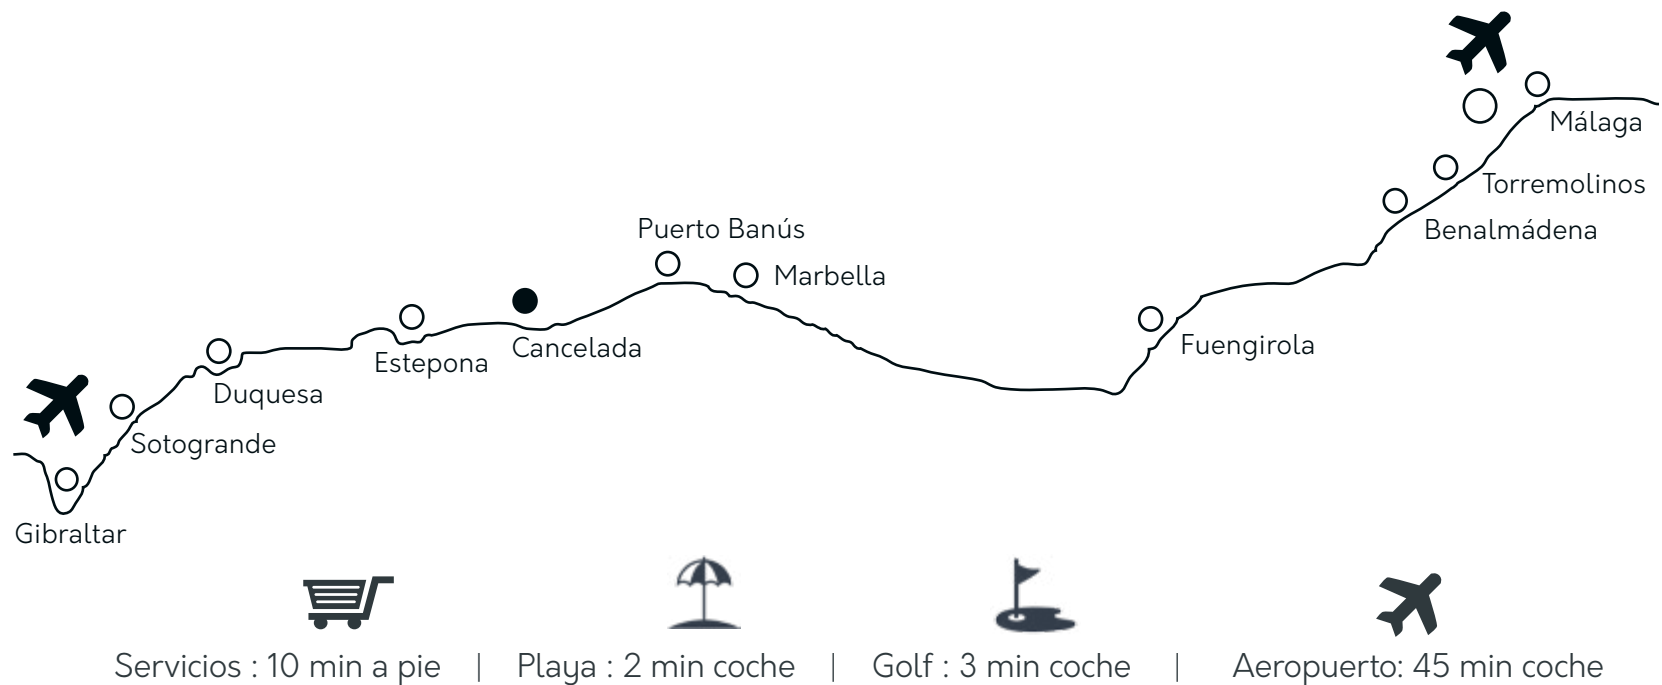 Málaga
Torremolinos
Benalmádena
Puerto Banús
Marbella
Fuengirola
Cancelada
Estepona
Duquesa
Sotogrande
Gibraltar
Servicios : 10 min a pie | Playa : 2 min coche | Golf : 3 min coche | Aeropuerto: 45 min coche